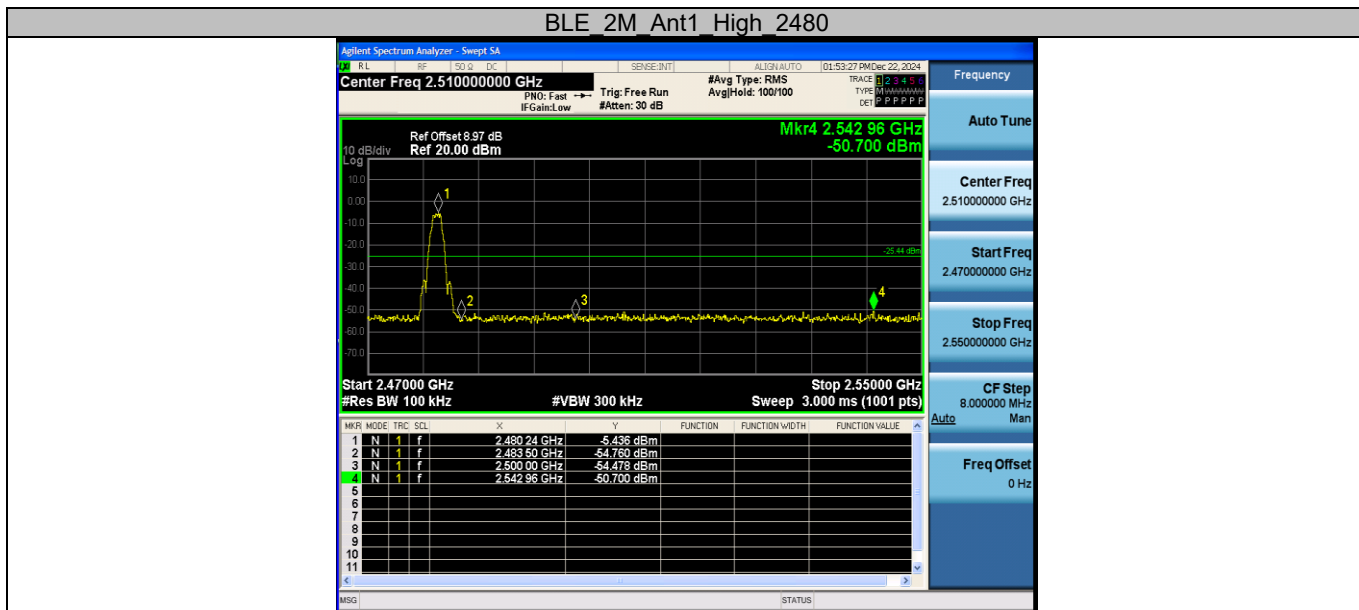 BLE_2M_Ant1_High_2480
Agilent Spectrum Analyzer - Swept SA
RL RF 50 Ω DC SENSE:INT ALIGNAUTO 01:53:27 PM Dec 22, 2024
Center Freq 2.510000000 GHz
PNO: Fast
IFGain:Low
Trig: Free Run
#Atten: 30 dB
#Avg Type: RMS
Avg|Hold: 100/100
TRACE 1 2 3 4 5 6
TYPE M
DET P P P P P P
Ref Offset 8.97 dB
Ref 20.00 dBm
10 dB/div
Log
Mkr4 2.542 96 GHz
-50.700 dBm
10.0
0.00
-10.0
-20.0
-30.0
-40.0
-50.0
-60.0
-70.0
1
2
3
4
-25.44 dBm
Start 2.47000 GHz Stop 2.55000 GHz
#Res BW 100 kHz #VBW 300 kHz Sweep 3.000 ms (1001 pts)
MKR MODE TRC SCL X Y FUNCTION FUNCTION WIDTH FUNCTION VALUE
1 N 1 f 2.480 24 GHz -5.436 dBm
2 N 1 f 2.483 50 GHz -54.760 dBm
3 N 1 f 2.500 00 GHz -54.478 dBm
4 N 1 f 2.542 96 GHz -50.700 dBm
5
6
7
8
9
10
11
MSG STATUS
Frequency
Auto Tune
Center Freq
2.510000000 GHz
Start Freq
2.470000000 GHz
Stop Freq
2.550000000 GHz
CF Step
8.000000 MHz
Auto Man
Freq Offset
0 Hz